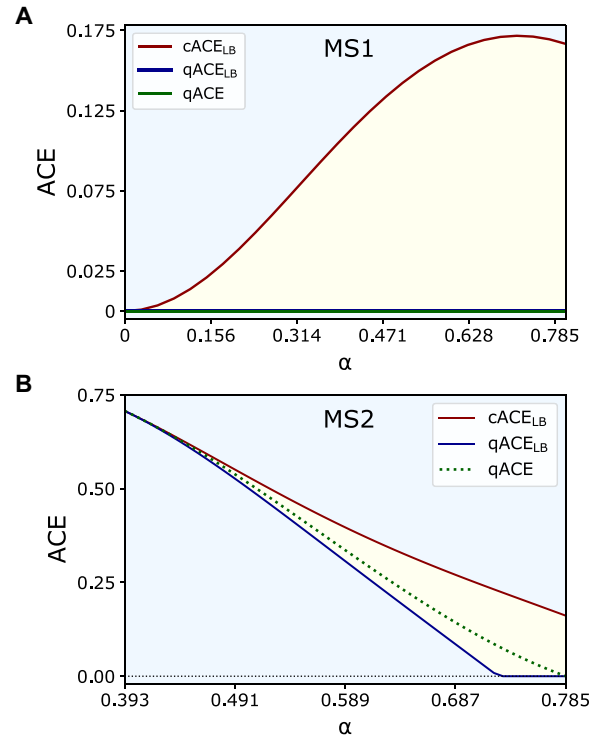 A
MS1
cACE_LB
qACE_LB
qACE
ACE
0.175
0.125
0.075
0.025
0
0 0.156 0.314 0.471 0.628 0.785
α
B
MS2
cACE_LB
qACE_LB
qACE
ACE
0.75
0.50
0.25
0.00
0.393 0.491 0.589 0.687 0.785
α